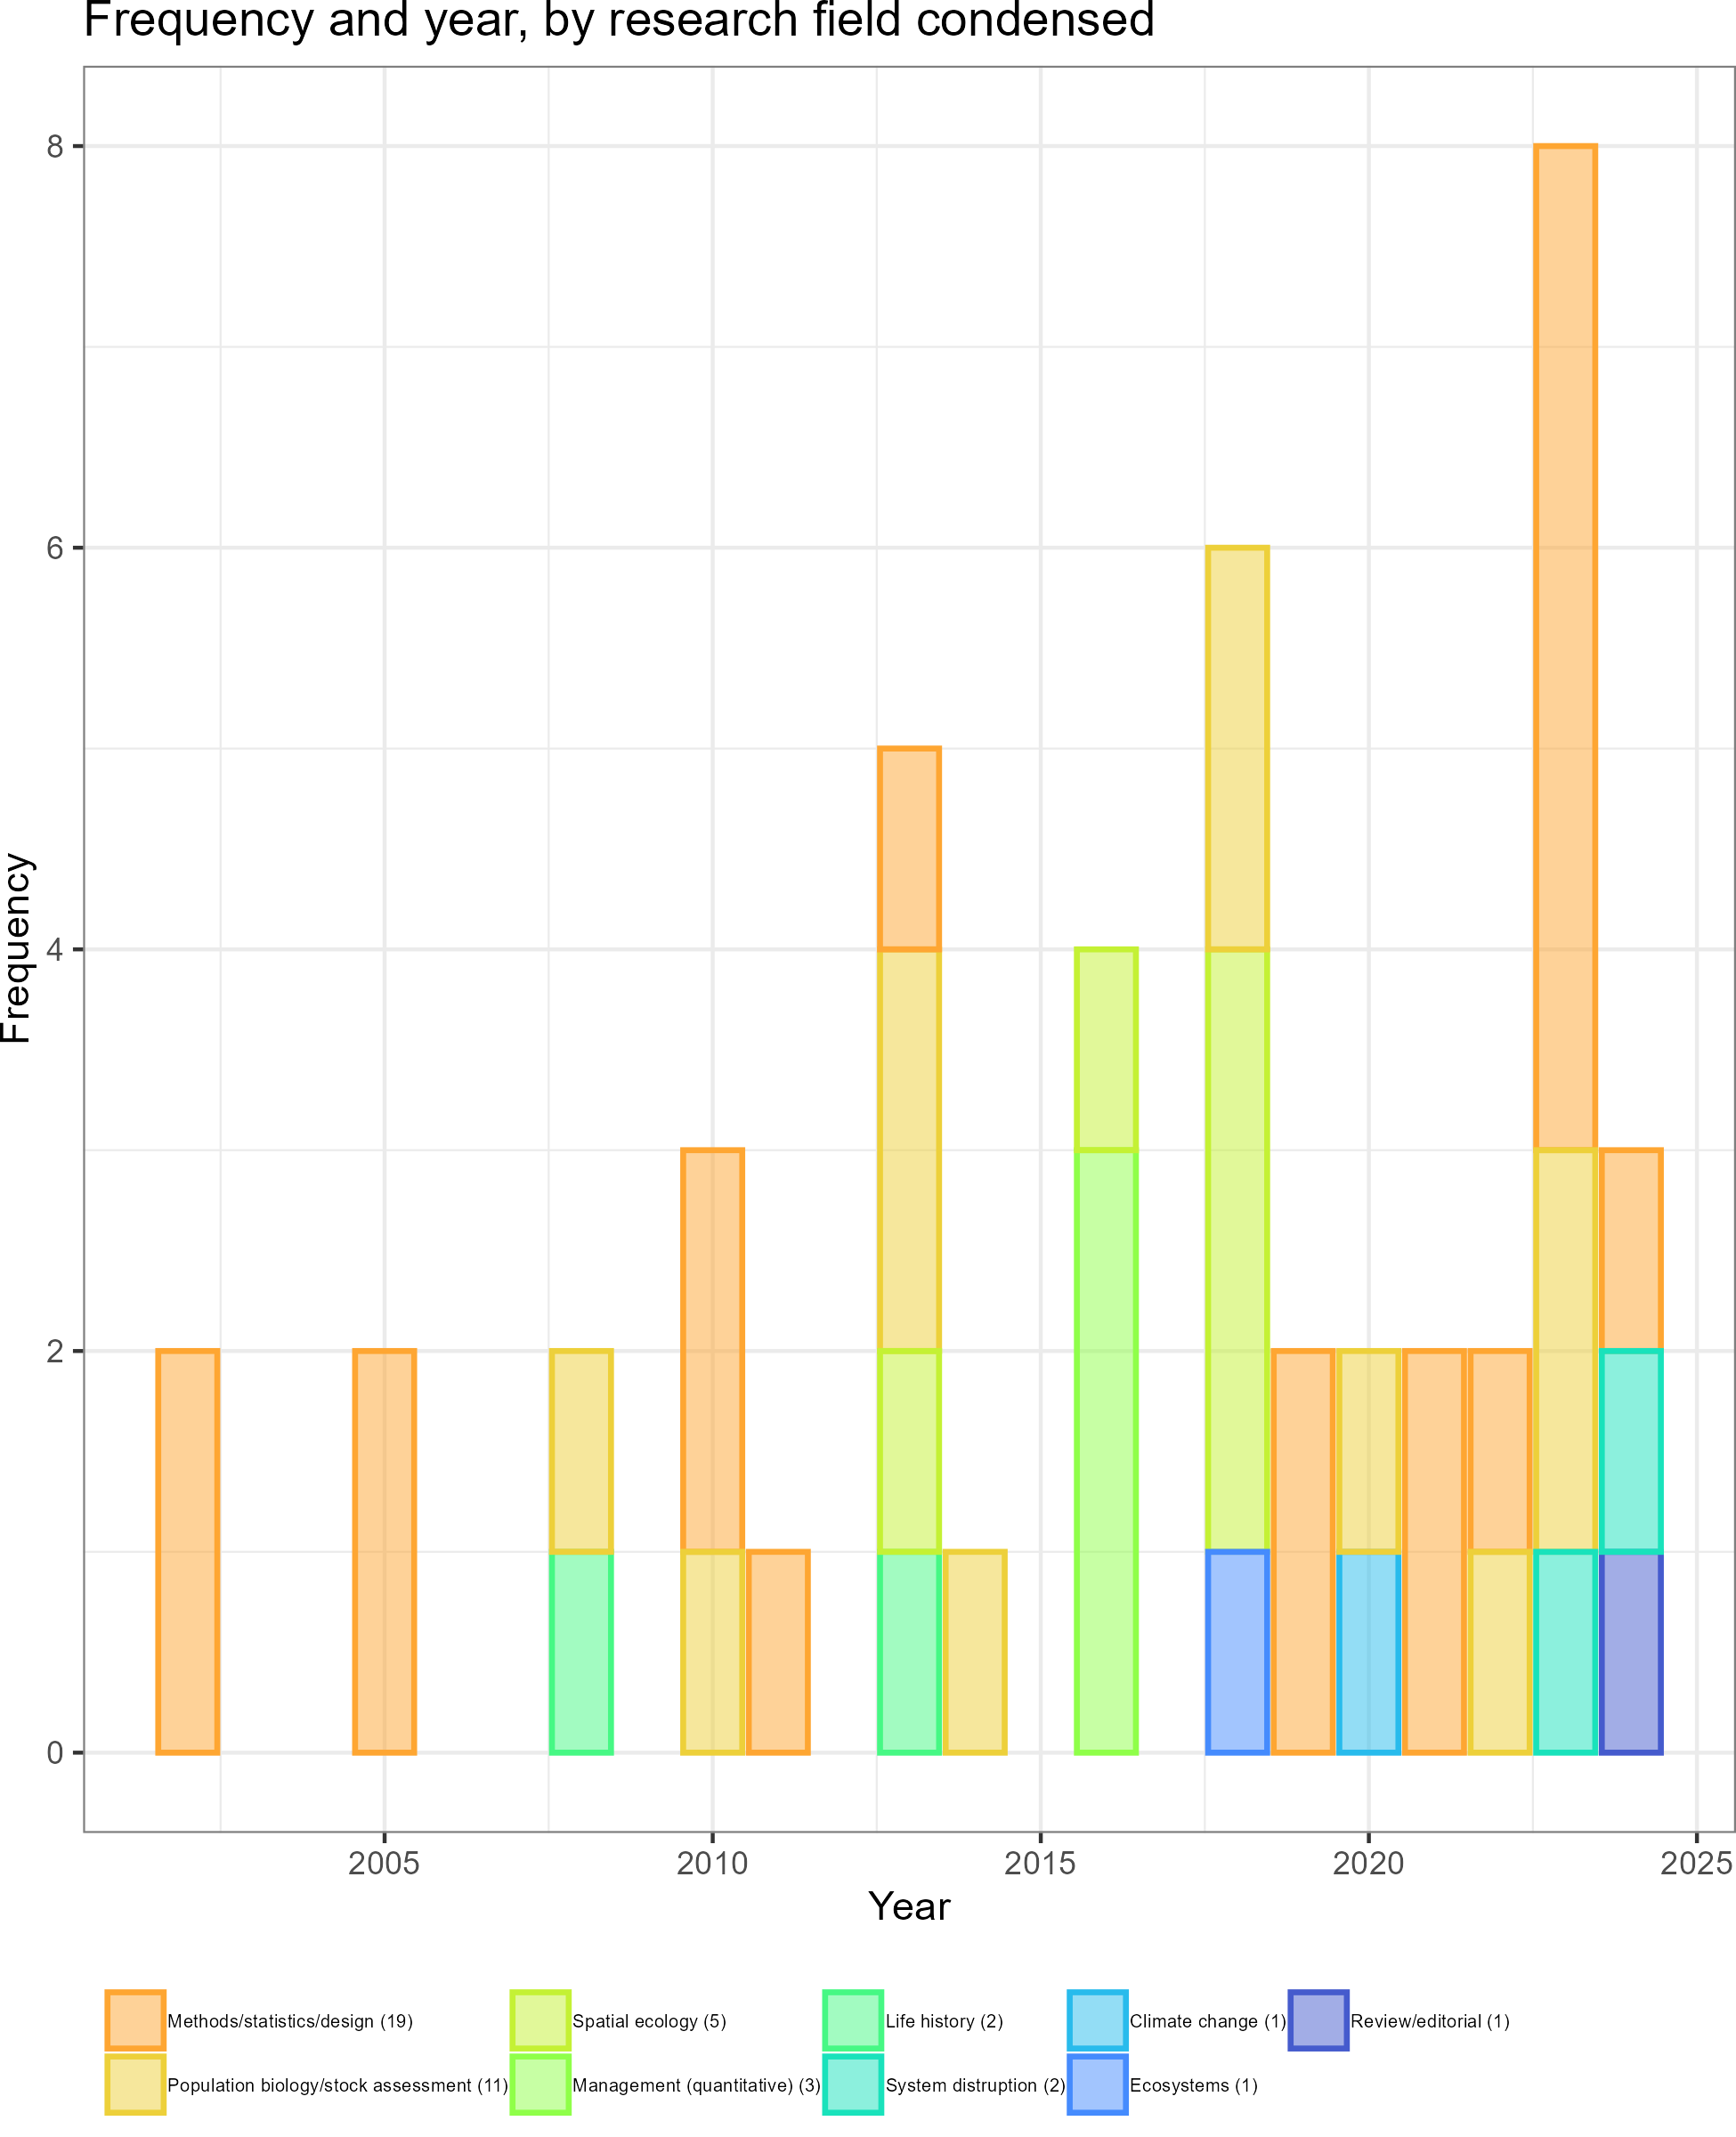 Frequency and year, by research field condensed
8
6
4
2
0
Frequency
2005 2010 2015 2020 2025
Year
Methods/statistics/design (19) Spatial ecology (5) Life history (2) Climate change (1) Review/editorial (1)
Population biology/stock assessment (11) Management (quantitative) (3) System distruption (2) Ecosystems (1)